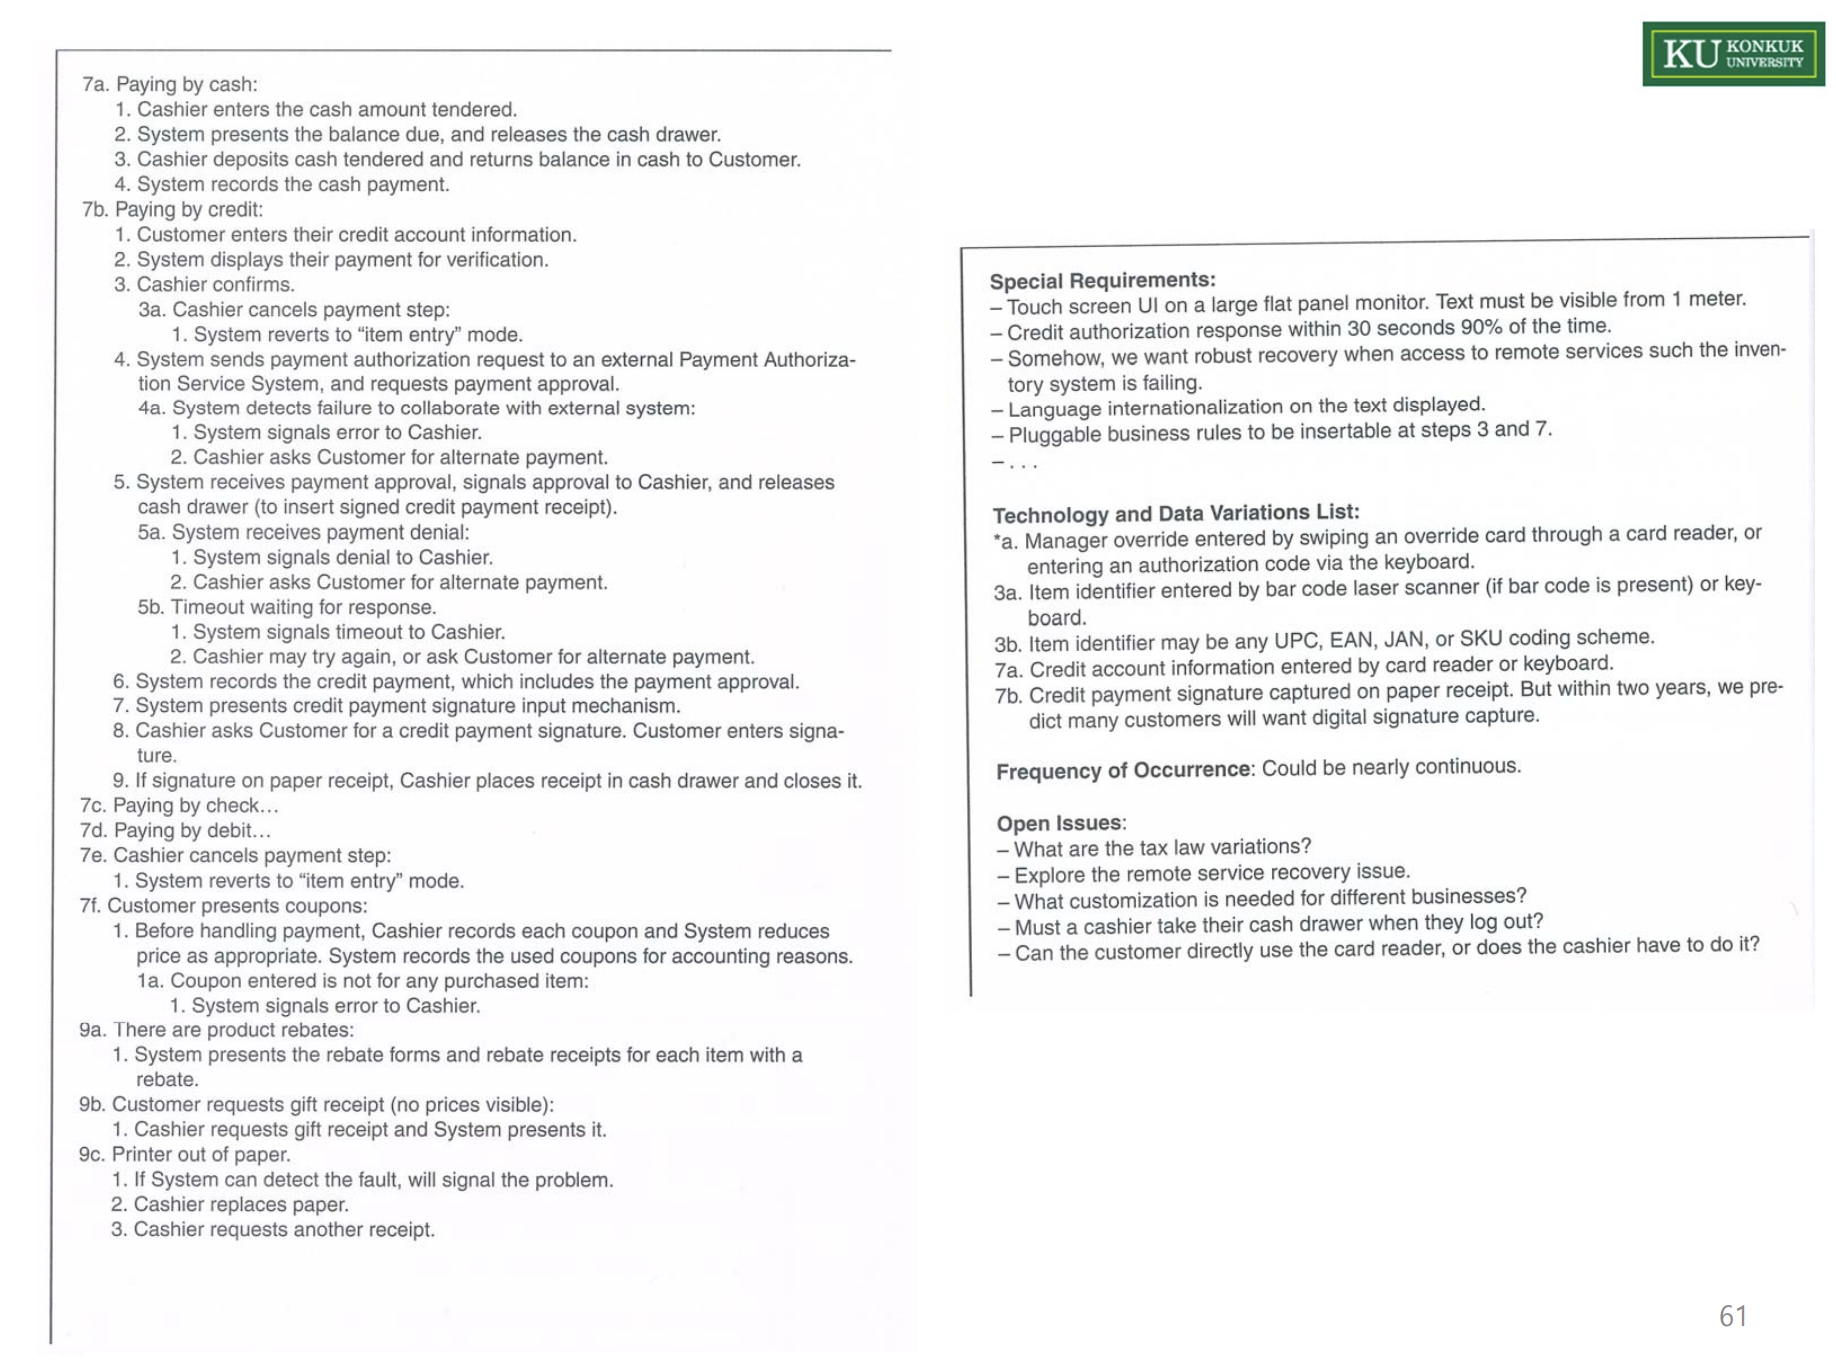 KU KONKUK
UNIVERSITY
7a. Paying by cash:
1. Cashier enters the cash amount tendered.
2. System presents the balance due, and releases the cash drawer.
3. Cashier deposits cash tendered and returns balance in cash to Customer.
4. System records the cash payment.
7b. Paying by credit:
1. Customer enters their credit account information.
2. System displays their payment for verification.
3. Cashier confirms.
3a. Cashier cancels payment step:
1. System reverts to “item entry” mode.
4. System sends payment authorization request to an external Payment Authoriza-
tion Service System, and requests payment approval.
4a. System detects failure to collaborate with external system:
1. System signals error to Cashier.
2. Cashier asks Customer for alternate payment.
5. System receives payment approval, signals approval to Cashier, and releases
cash drawer (to insert signed credit payment receipt).
5a. System receives payment denial:
1. System signals denial to Cashier.
2. Cashier asks Customer for alternate payment.
5b. Timeout waiting for response.
1. System signals timeout to Cashier.
2. Cashier may try again, or ask Customer for alternate payment.
6. System records the credit payment, which includes the payment approval.
7. System presents credit payment signature input mechanism.
8. Cashier asks Customer for a credit payment signature. Customer enters signa-
ture.
9. If signature on paper receipt, Cashier places receipt in cash drawer and closes it.
7c. Paying by check...
7d. Paying by debit...
7e. Cashier cancels payment step:
1. System reverts to “item entry” mode.
7f. Customer presents coupons:
1. Before handling payment, Cashier records each coupon and System reduces
price as appropriate. System records the used coupons for accounting reasons.
1a. Coupon entered is not for any purchased item:
1. System signals error to Cashier.
9a. There are product rebates:
1. System presents the rebate forms and rebate receipts for each item with a
rebate.
9b. Customer requests gift receipt (no prices visible):
1. Cashier requests gift receipt and System presents it.
9c. Printer out of paper.
1. If System can detect the fault, will signal the problem.
2. Cashier replaces paper.
3. Cashier requests another receipt.
Special Requirements:
– Touch screen UI on a large flat panel monitor. Text must be visible from 1 meter.
– Credit authorization response within 30 seconds 90% of the time.
– Somehow, we want robust recovery when access to remote services such the inven-
tory system is failing.
– Language internationalization on the text displayed.
– Pluggable business rules to be insertable at steps 3 and 7.
– . . .
Technology and Data Variations List:
*a. Manager override entered by swiping an override card through a card reader, or
entering an authorization code via the keyboard.
3a. Item identifier entered by bar code laser scanner (if bar code is present) or key-
board.
3b. Item identifier may be any UPC, EAN, JAN, or SKU coding scheme.
7a. Credit account information entered by card reader or keyboard.
7b. Credit payment signature captured on paper receipt. But within two years, we pre-
dict many customers will want digital signature capture.
Frequency of Occurrence: Could be nearly continuous.
Open Issues:
– What are the tax law variations?
– Explore the remote service recovery issue.
– What customization is needed for different businesses?
– Must a cashier take their cash drawer when they log out?
– Can the customer directly use the card reader, or does the cashier have to do it?
61